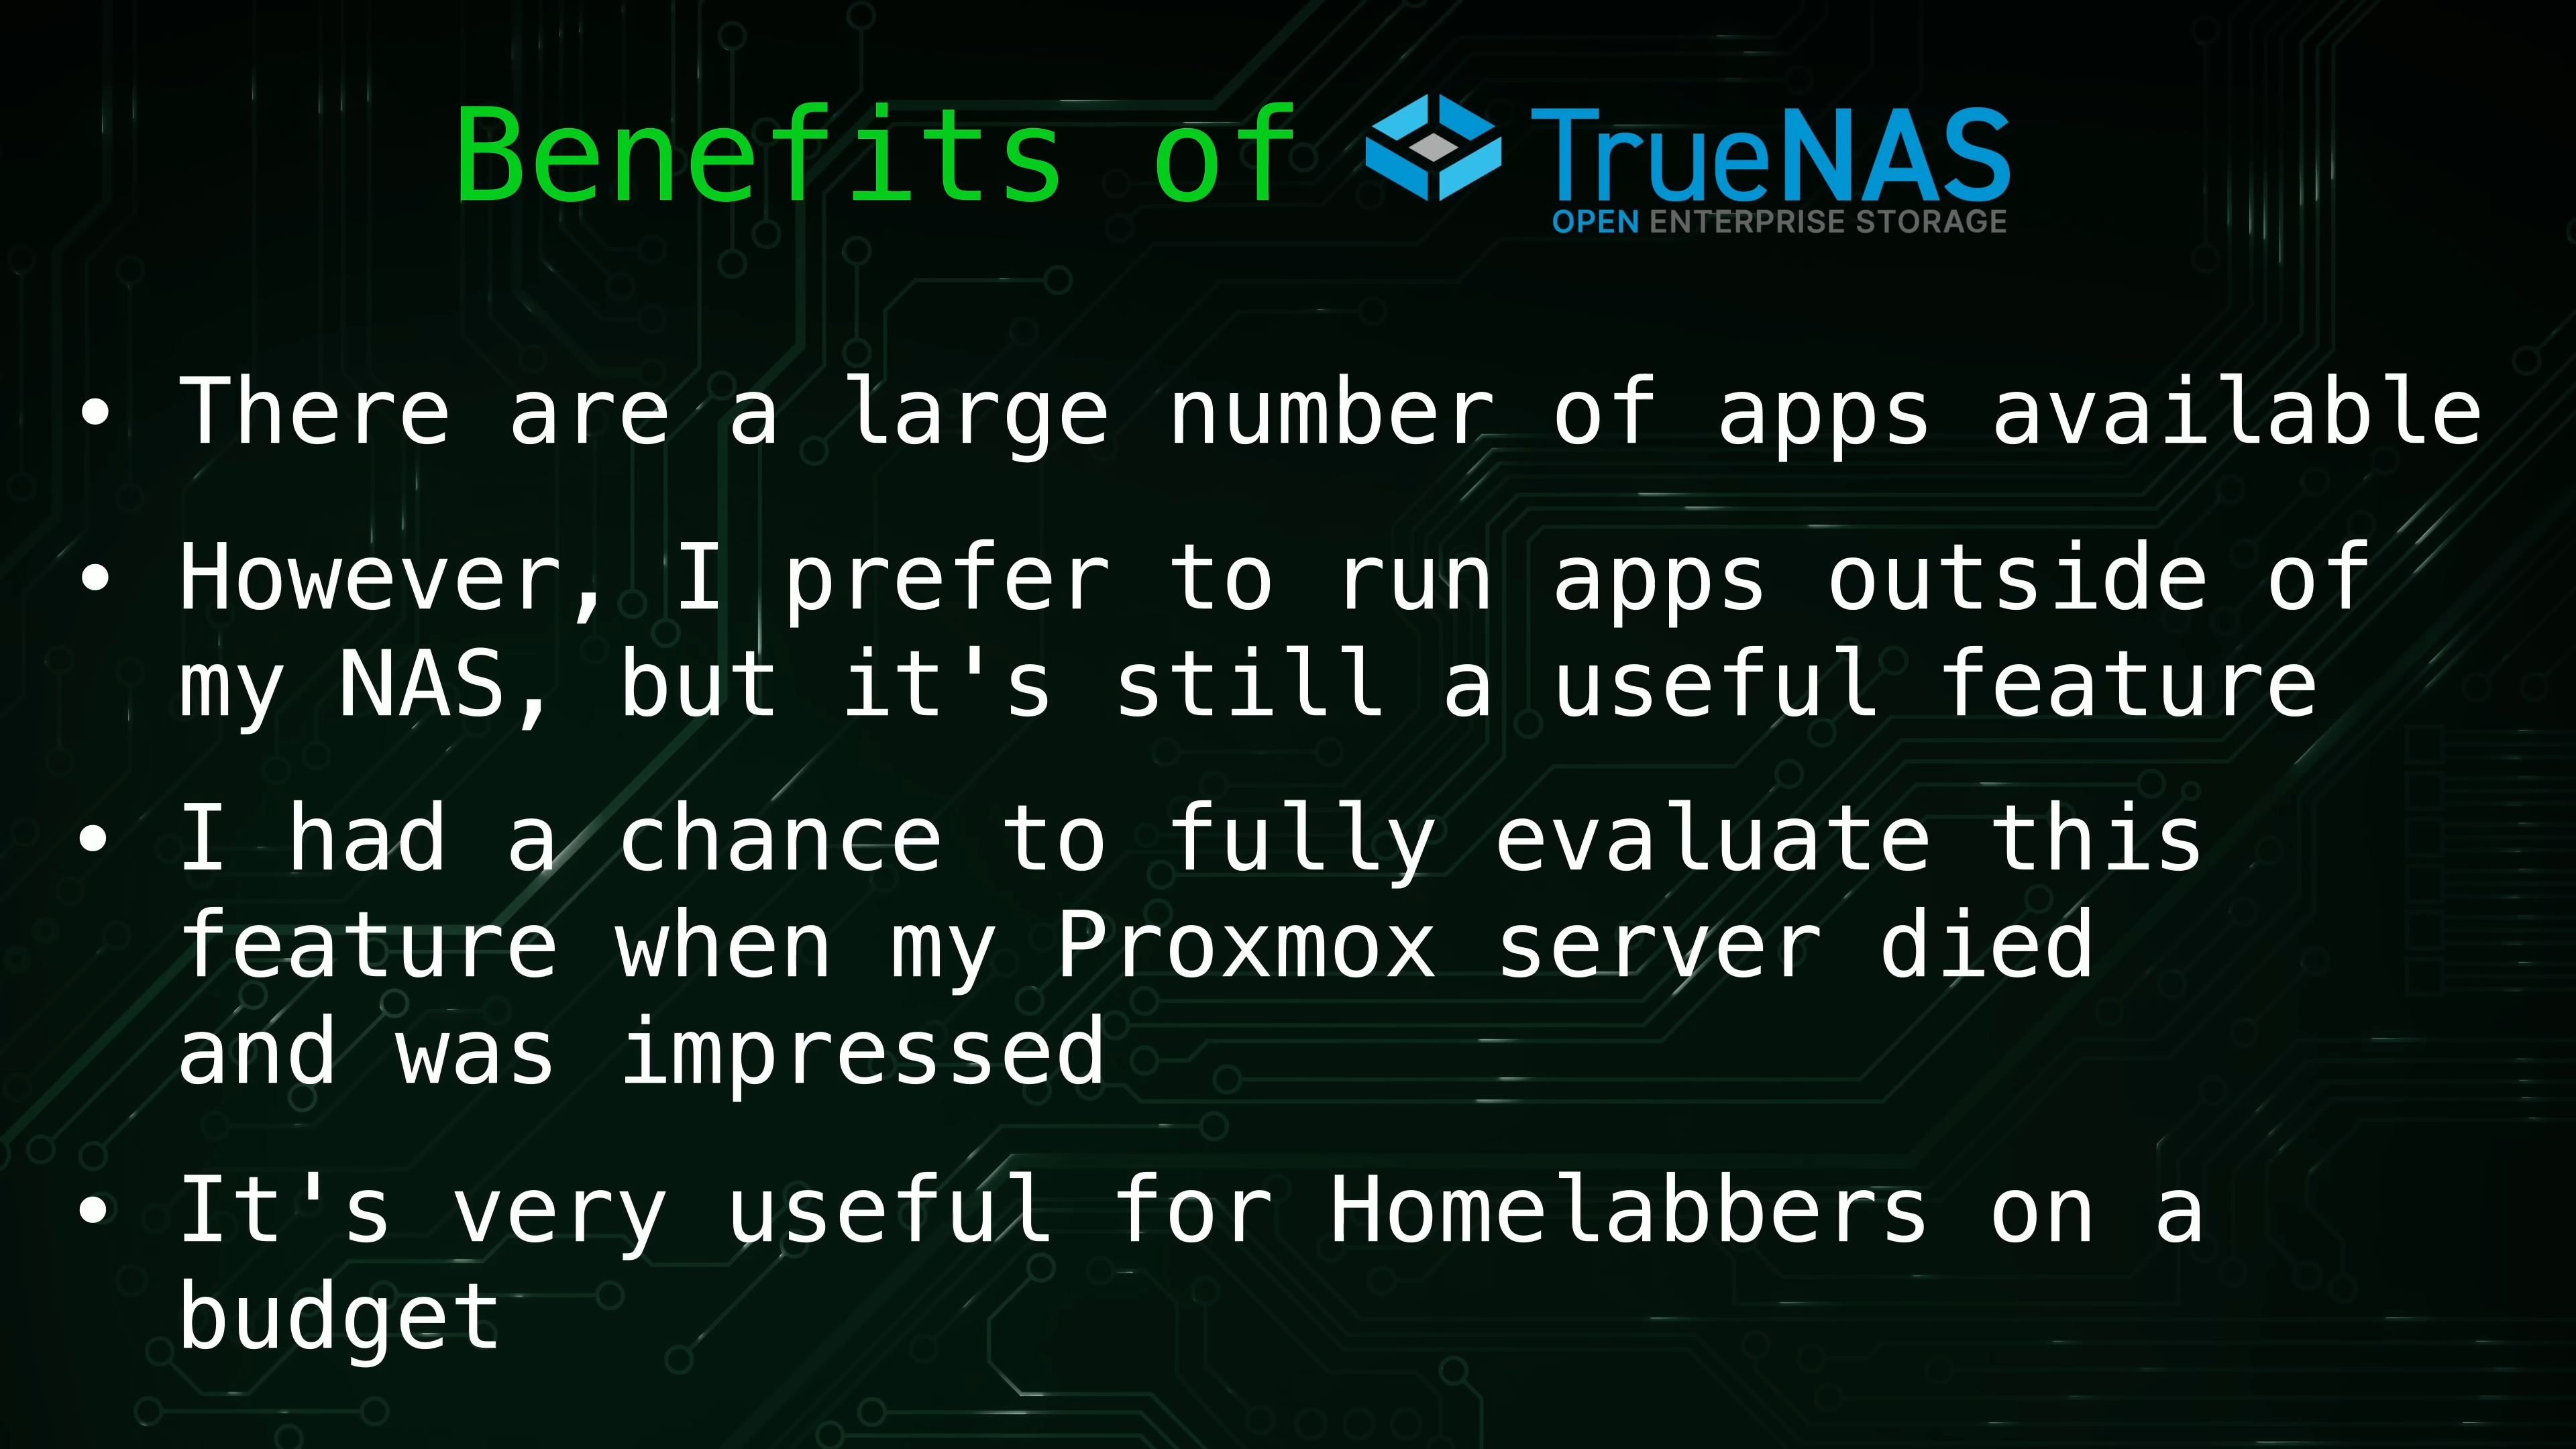 Benefits of TrueNAS
OPEN ENTERPRISE STORAGE
• There are a large number of apps available
• However, I prefer to run apps outside of
my NAS, but it's still a useful feature
• I had a chance to fully evaluate this
feature when my Proxmox server died
and was impressed
• It's very useful for Homelabbers on a
budget